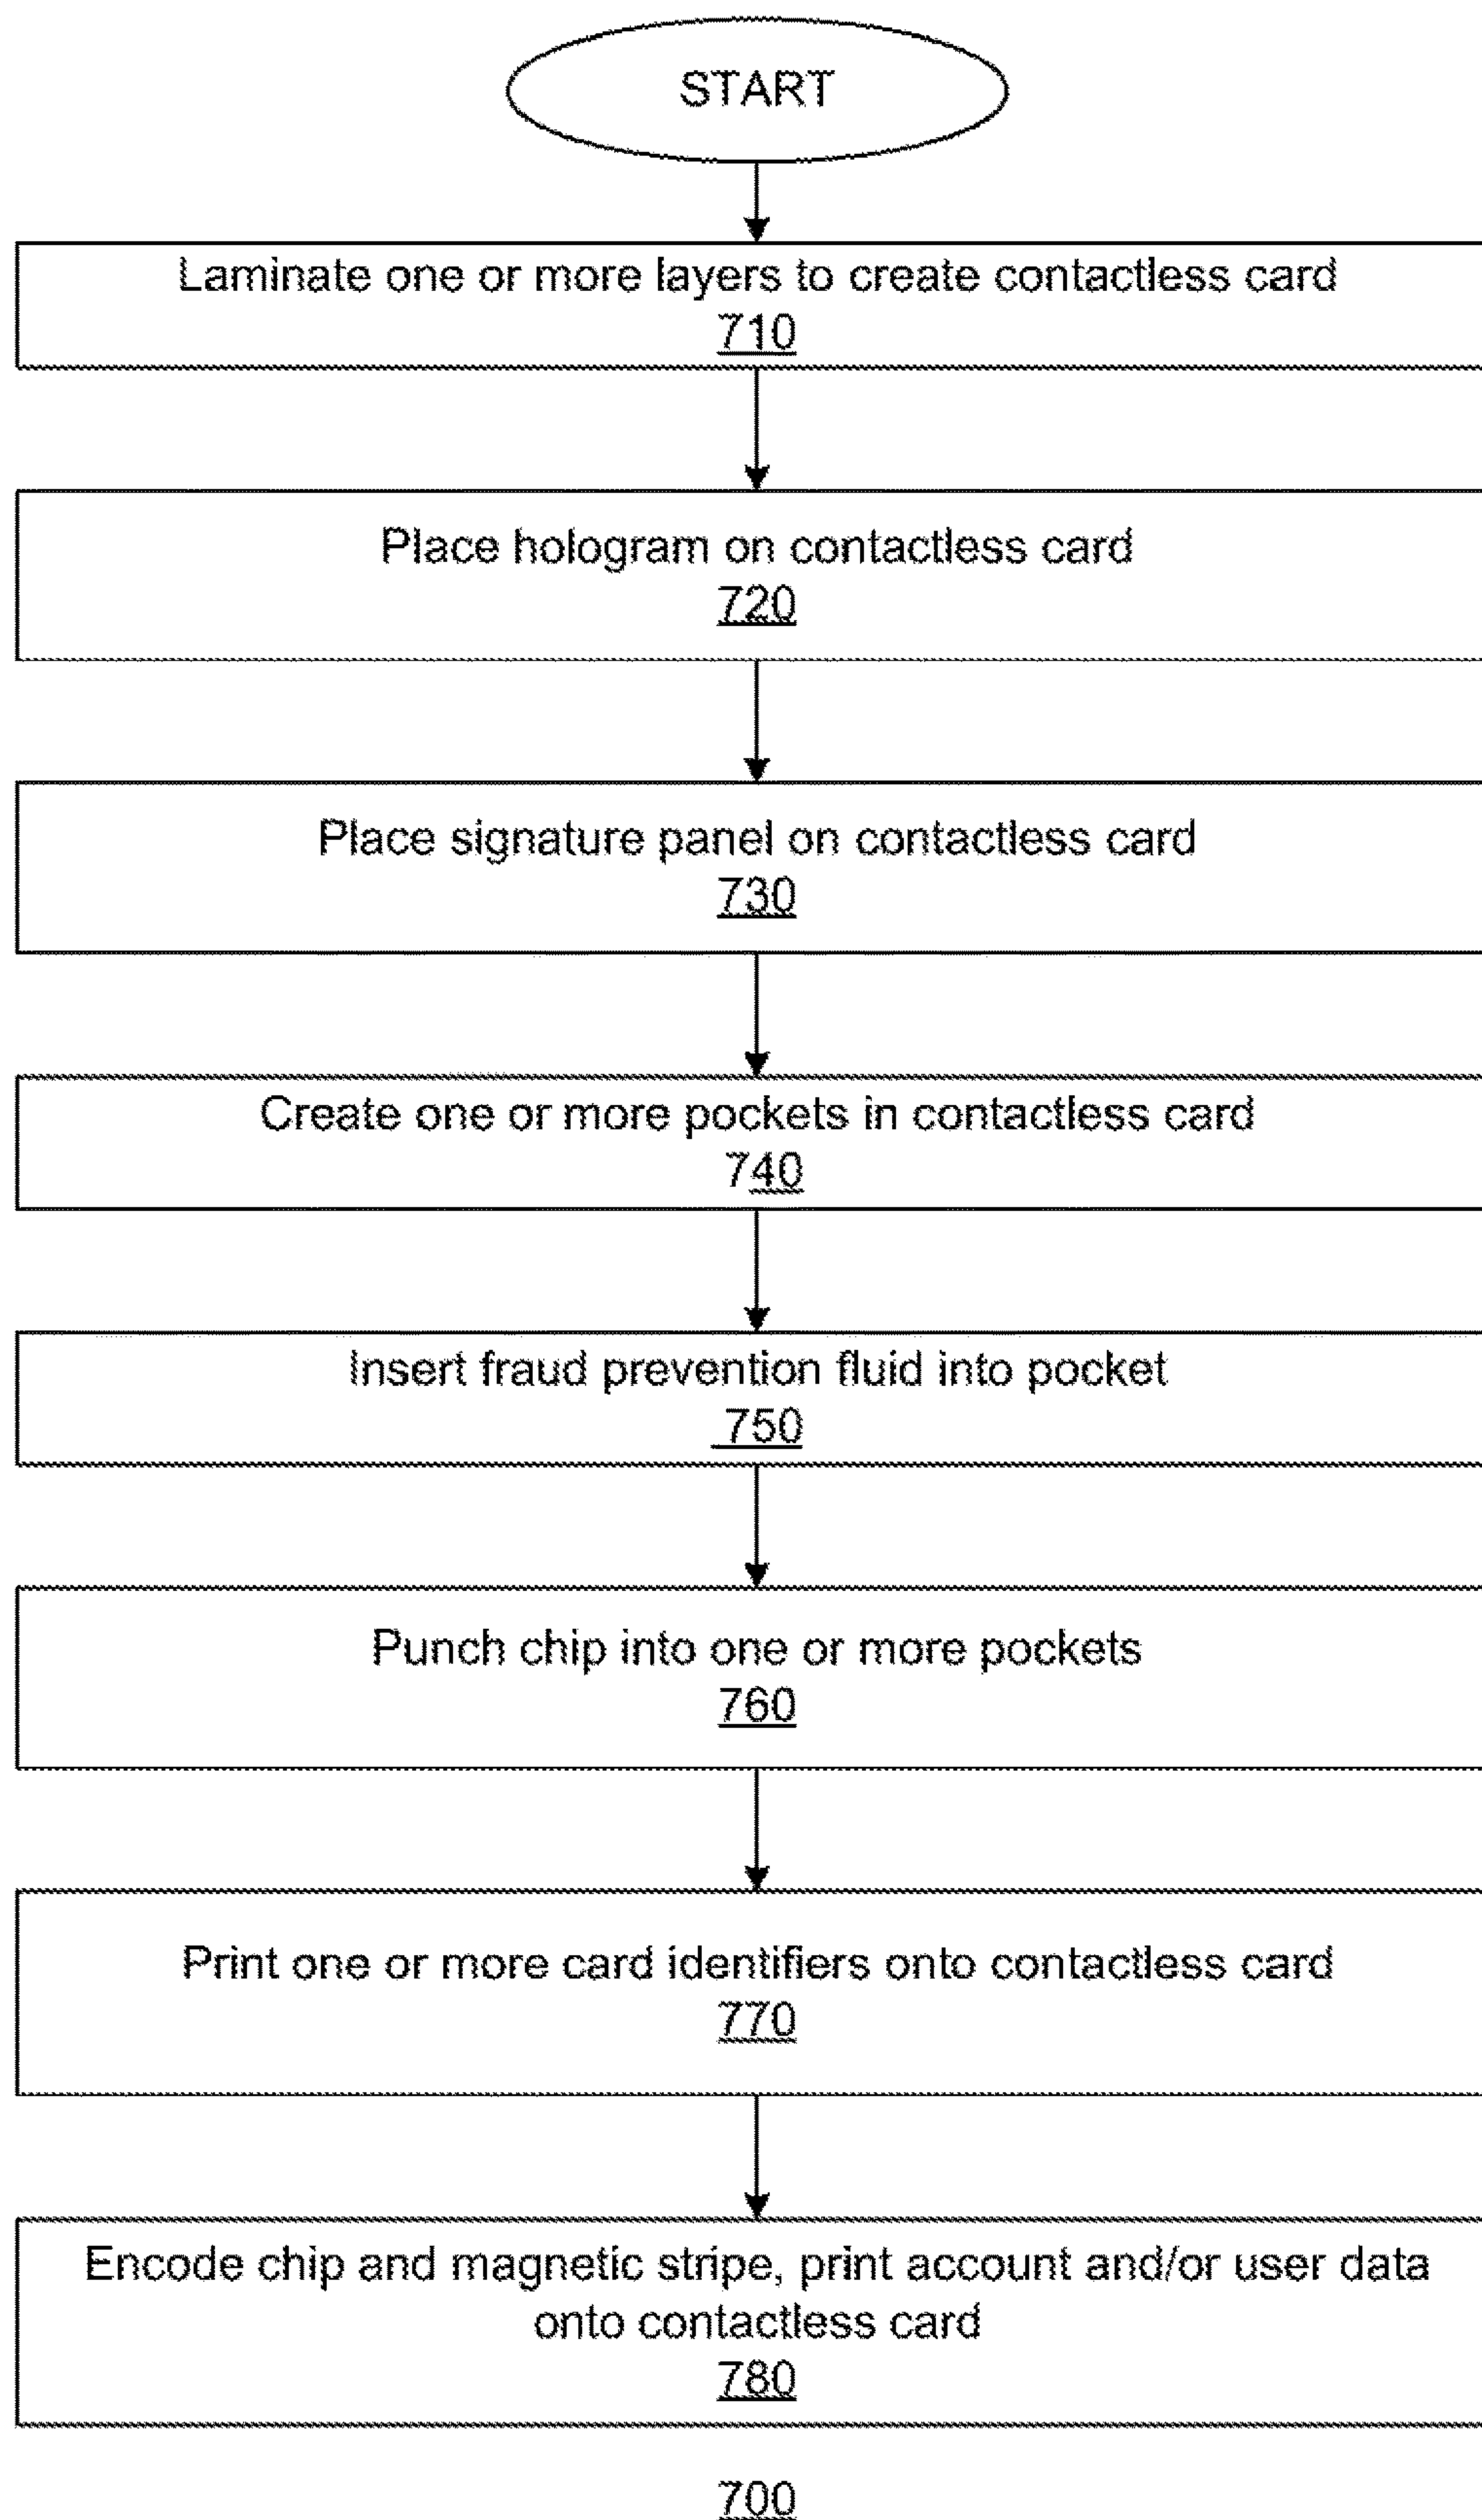 START
Laminate one or more layers to create contactless card
710
Place hologram on contactless card
720
Place signature panel on contactless card
730
Create one or more pockets in contactless card
740
Insert fraud prevention fluid into pocket
750
Punch chip into one or more pockets
760
Print one or more card identifiers onto contactless card
770
Encode chip and magnetic stripe, print account and/or user data
onto contactless card
780
700